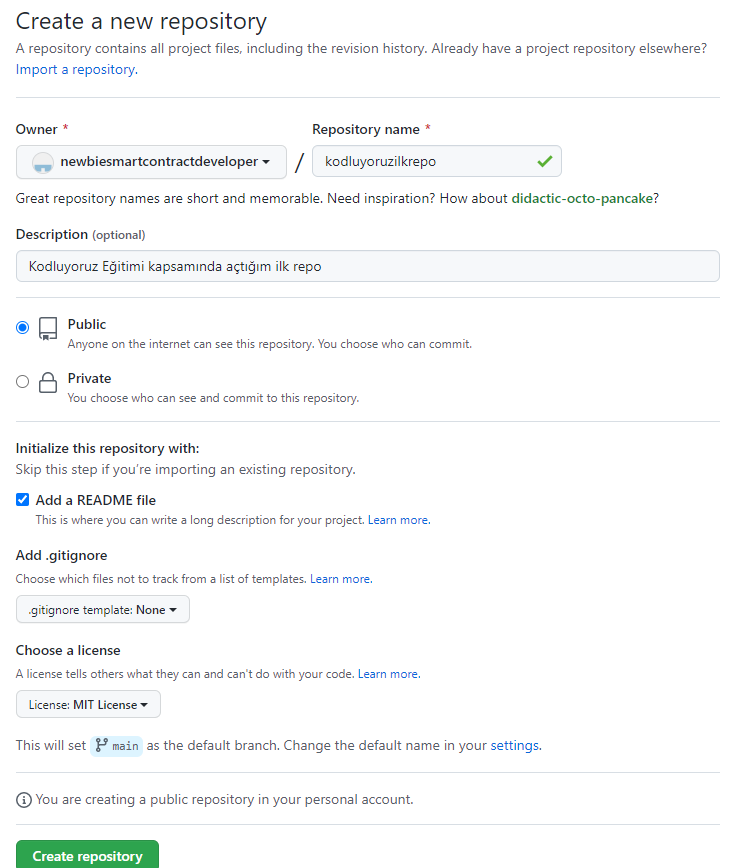 Create a new repository
A repository contains all project files, including the revision history. Already have a project repository elsewhere?
Import a repository.
Owner * Repository name *
newbiesmartcontractdeveloper / kodluyoruzilkrepo
Great repository names are short and memorable. Need inspiration? How about didactic-octo-pancake?
Description (optional)
Kodluyoruz Eğitimi kapsamında açtığım ilk repo
Public
Anyone on the internet can see this repository. You choose who can commit.
Private
You choose who can see and commit to this repository.
Initialize this repository with:
Skip this step if you're importing an existing repository.
Add a README file
This is where you can write a long description for your project. Learn more.
Add .gitignore
Choose which files not to track from a list of templates. Learn more.
.gitignore template: None
Choose a license
A license tells others what they can and can't do with your code. Learn more.
License: MIT License
This will set main as the default branch. Change the default name in your settings.
You are creating a public repository in your personal account.
Create repository